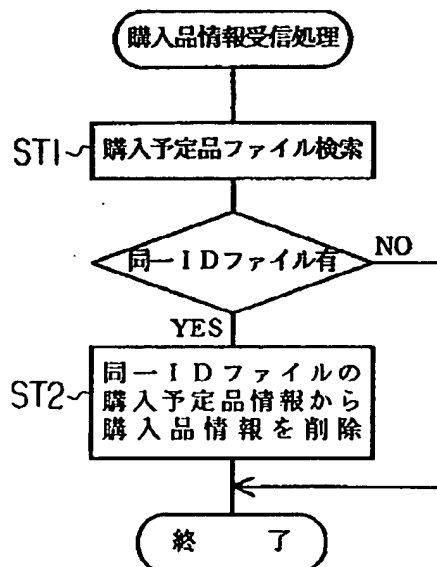 購入品情報受信処理
ST1
購入予定品ファイル検索
同一IDファイル有
NO
YES
ST2
同一IDファイルの
購入予定品情報から
購入品情報を削除
終 了